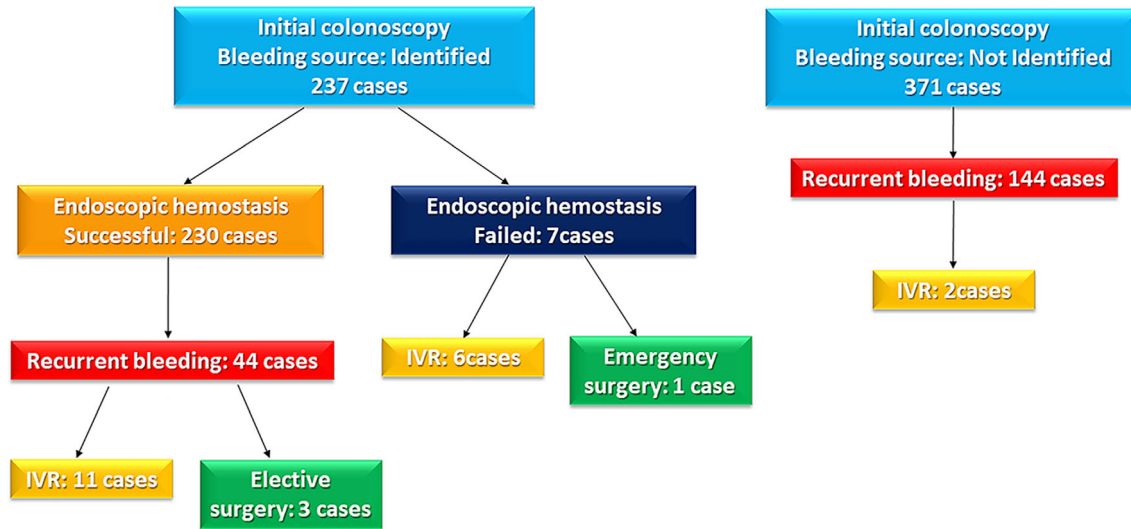 Initial colonoscopy
Bleeding source: Identified
237 cases
Initial colonoscopy
Bleeding source: Not Identified
371 cases
Recurrent bleeding: 144 cases
Endoscopic hemostasis
Successful: 230 cases
Endoscopic hemostasis
Failed: 7cases
IVR: 2cases
Recurrent bleeding: 44 cases
IVR: 6cases
Emergency
surgery: 1 case
IVR: 11 cases
Elective
surgery: 3 cases